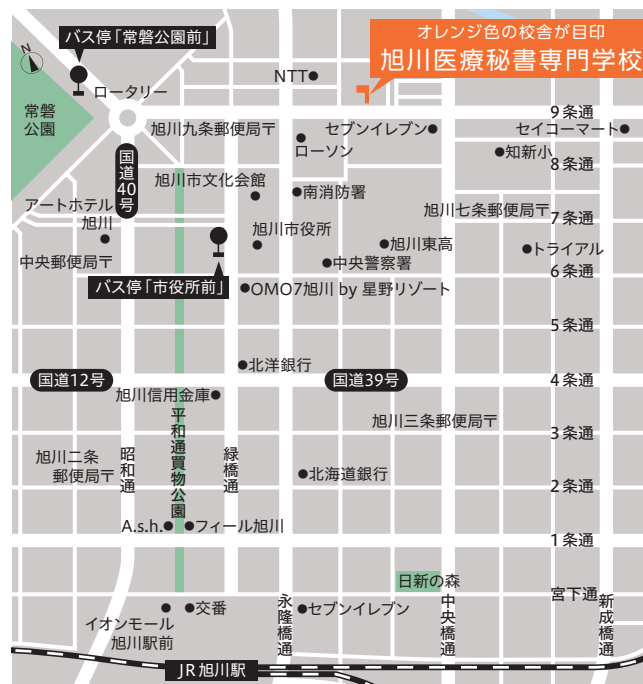 オレンジ色の校舎が目印
旭川医療秘書専門学校
バス停「常磐公園前」
N
ロータリー
NTT
常磐
公園
9条通
旭川九条郵便局〒
セブンイレブン
セイコーマート
ローソン
知新小
8条通
国道40号
旭川市文化会館
南消防署
アートホテル
旭川
旭川七条郵便局〒
7条通
旭川市役所
旭川東高
トライアル
中央郵便局〒
中央警察署
6条通
バス停「市役所前」
OMO7旭川 by 星野リゾート
5条通
北洋銀行
国道12号
国道39号
4条通
旭川信用金庫
平和通買物公園
旭川三条郵便局〒
3条通
旭川二条
郵便局〒
昭和通
緑橋通
北海道銀行
2条通
A.s.h.
フィール旭川
1条通
日新の森
宮下通
交番
セブンイレブン
イオンモール
旭川駅前
永隆橋通
中央橋通
新成橋通
JR旭川駅